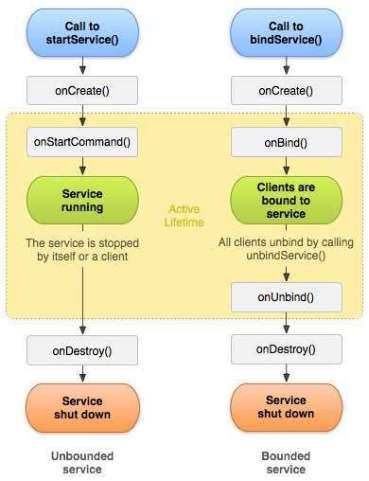 Call to
startService()
onCreate()
onStartCommand()
Service
running
The service is stopped
by itself or a client
onDestroy()
Service
shut down
Unbounded
service
Active
Lifetime
Call to
bindService()
onCreate()
onBind()
Clients are
bound to
service
All clients unbind by calling
unbindService()
onUnbind()
onDestroy()
Service
shut down
Bounded
service